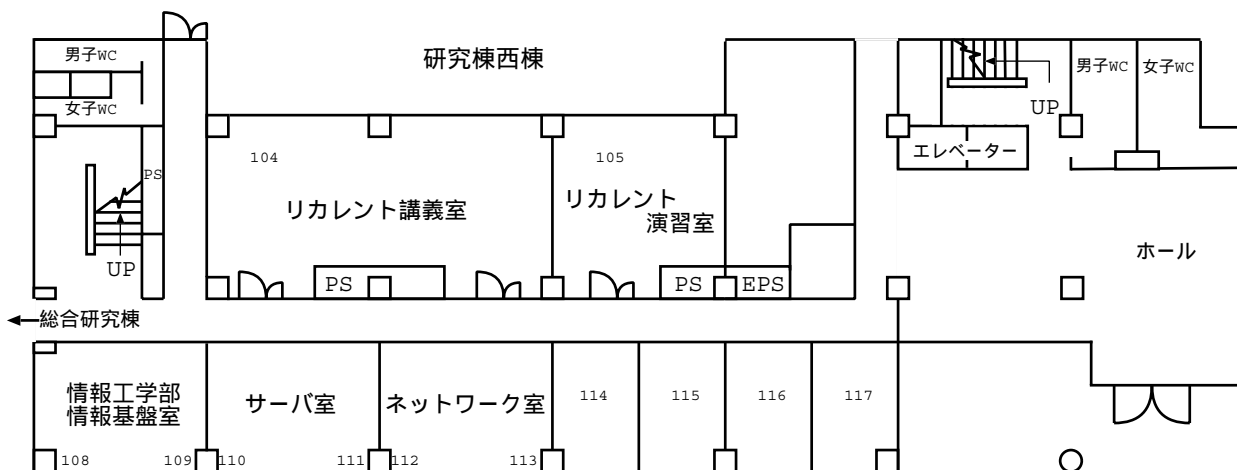 研究棟西棟
男子WC
女子WC
PS
UP
104
リカレント講義室
105
リカレント
演習室
PS
PS
EPS
男子WC
女子WC
UP
エレベーター
ホール
総合研究棟
情報工学部
情報基盤室
サーバ室
ネットワーク室
114
115
116
117
108
109
110
111
112
113